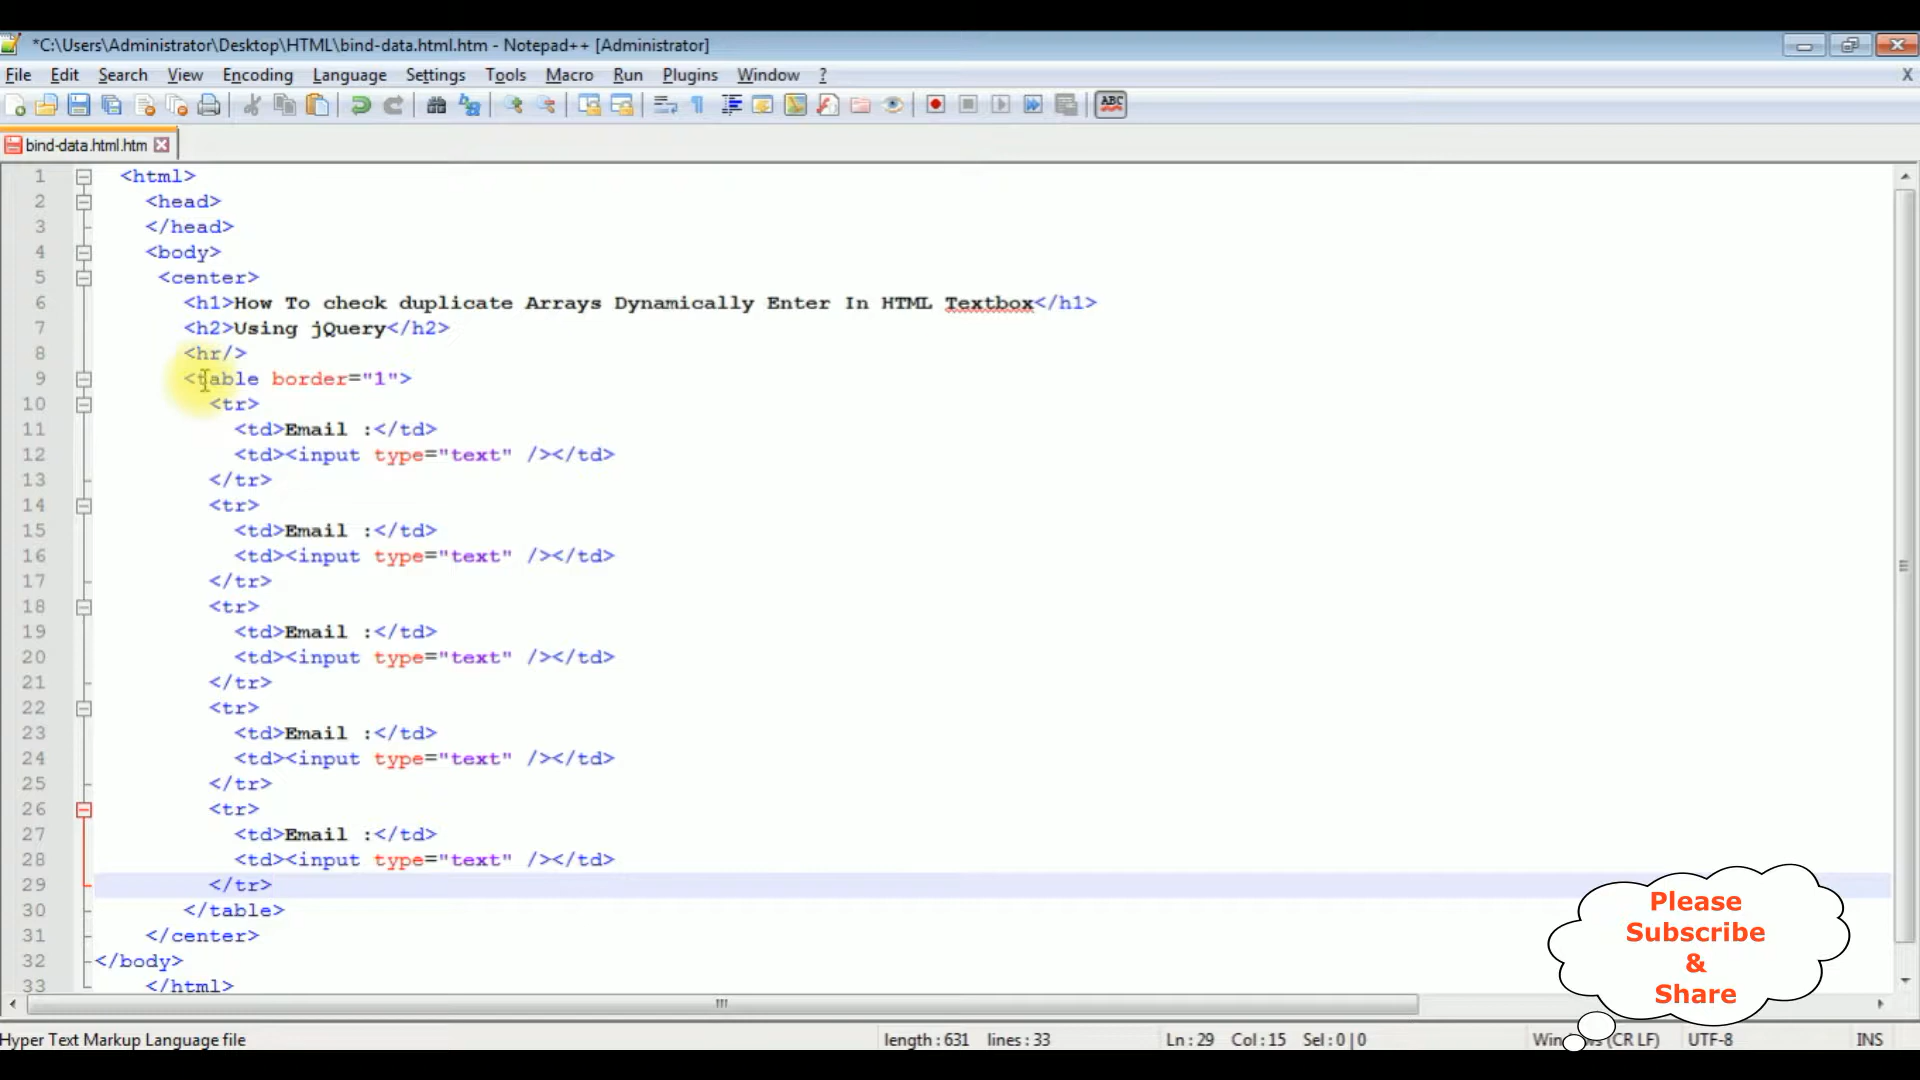 *C:\Users\Administrator\Desktop\HTML\bind-data.html.htm - Notepad++ [Administrator]
File Edit Search View Encoding Language Settings Tools Macro Run Plugins Window ? X
ABC
bind-data.html.htm
1 <html>
2 <head>
3 </head>
4 <body>
5 <center>
6 <h1>How To check duplicate Arrays Dynamically Enter In HTML Textbox</h1>
7 <h2>Using jQuery</h2>
8 <hr/>
9 <table border="1">
10 <tr>
11 <td>Email :</td>
12 <td><input type="text" /></td>
13 </tr>
14 <tr>
15 <td>Email :</td>
16 <td><input type="text" /></td>
17 </tr>
18 <tr>
19 <td>Email :</td>
20 <td><input type="text" /></td>
21 </tr>
22 <tr>
23 <td>Email :</td>
24 <td><input type="text" /></td>
25 </tr>
26 <tr>
27 <td>Email :</td>
28 <td><input type="text" /></td>
29 </tr>
30 </table>
31 </center>
32 </body>
33 </html>
Please
Subscribe
&
Share
Hyper Text Markup Language file length : 631 lines : 33 Ln : 29 Col : 15 Sel : 0 | 0 (CR LF) UTF-8 INS